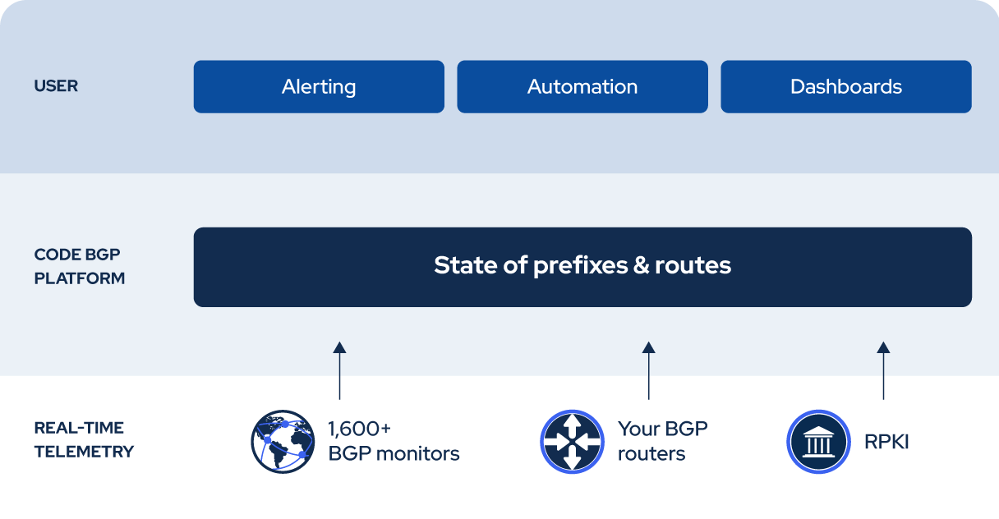 USER
Alerting
Automation
Dashboards
CODE BGP
PLATFORM
State of prefixes & routes
REAL-TIME
TELEMETRY
1,600+
BGP monitors
Your BGP
routers
RPKI